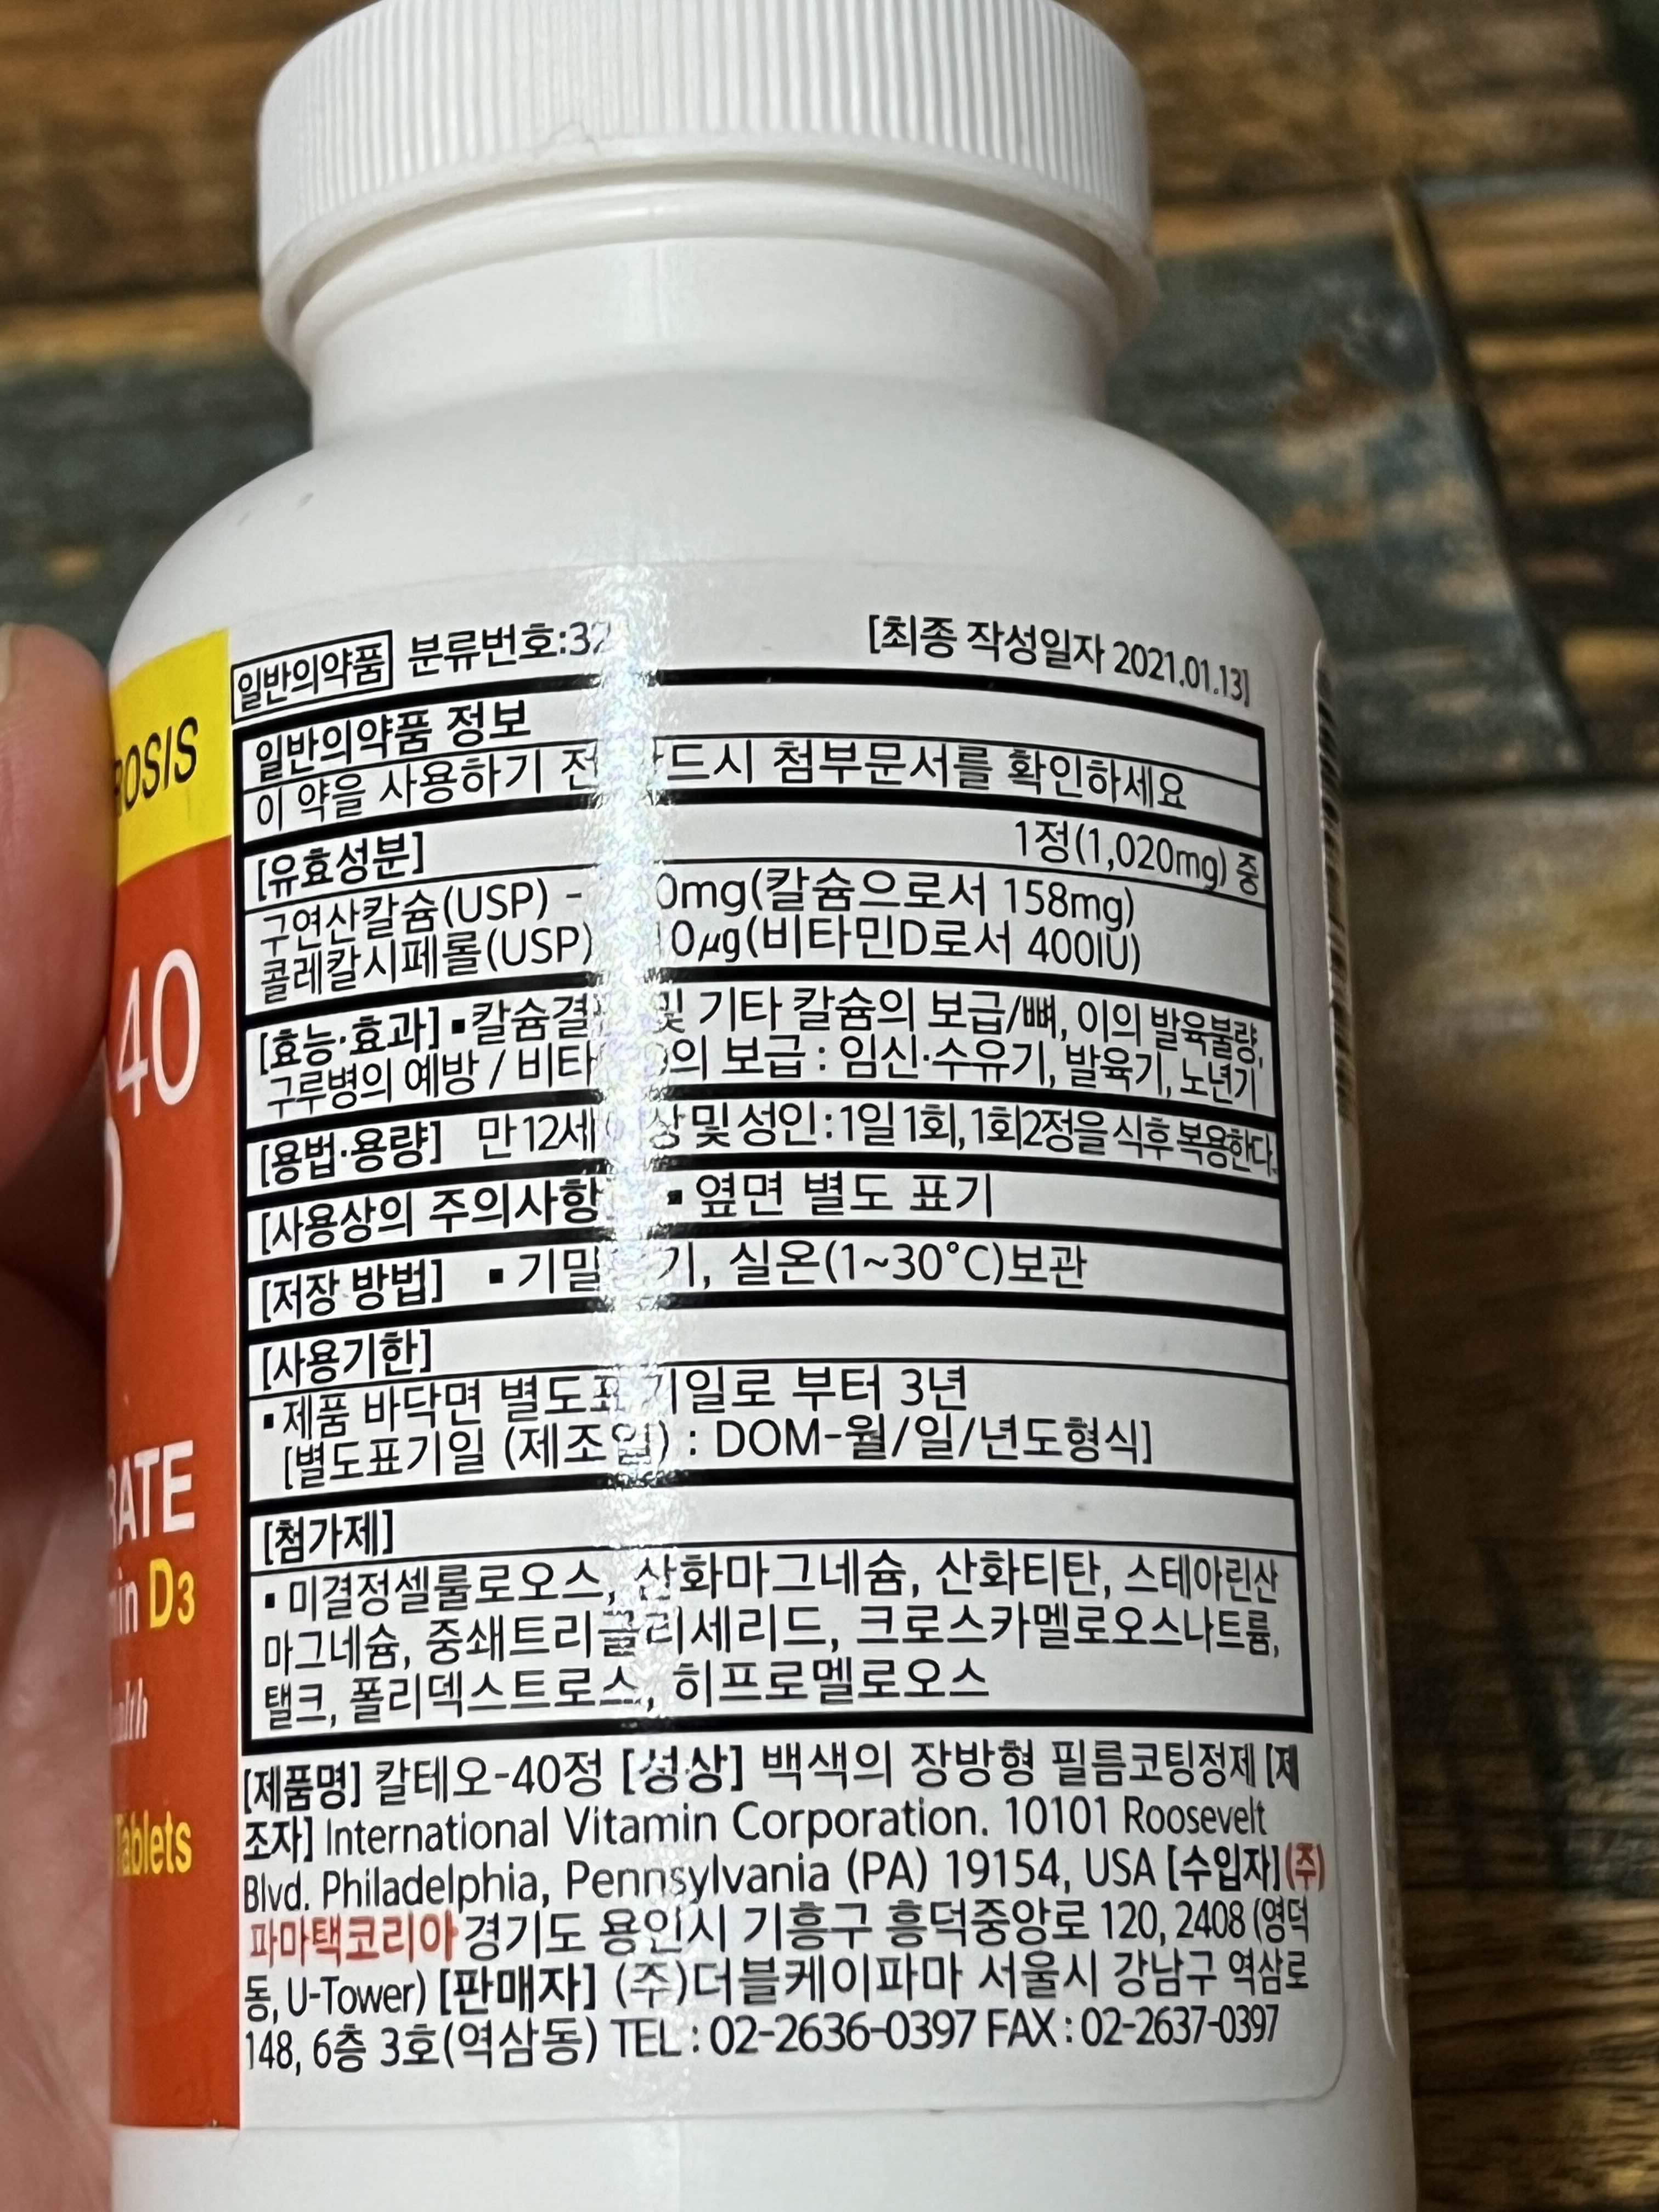 일반의약품 분류번호:32
[최종 작성일자 2021.01.13]
일반의약품 정보
이 약을 사용하기 전 반드시 첨부문서를 확인하세요
[유효성분] 1정(1,020mg) 중
구연산칼슘(USP) - 0mg(칼슘으로서 158mg)
콜레칼시페롤(USP) 10µg(비타민D로서 400IU)
[효능·효과] ▪칼슘결핍 및 기타 칼슘의 보급/뼈, 이의 발육불량,
구루병의 예방 / 비타민D의 보급 : 임신·수유기, 발육기, 노년기
[용법·용량] 만12세이상및성인:1일1회, 1회2정을 식후 복용한다.
[사용상의 주의사항] ▪ 옆면 별도 표기
[저장 방법] ▪ 기밀용기, 실온(1~30°C)보관
[사용기한]
▪제품 바닥면 별도표기일로 부터 3년
[별도표기일 (제조일) : DOM-월/일/년도형식]
[첨가제]
▪ 미결정셀룰로오스, 산화마그네슘, 산화티탄, 스테아린산
마그네슘, 중쇄트리글리세리드, 크로스카멜로오스나트륨,
탤크, 폴리덱스트로스, 히프로멜로오스
[제품명] 칼테오-40정 [성상] 백색의 장방형 필름코팅정제 [제
조자] International Vitamin Corporation. 10101 Roosevelt
Blvd. Philadelphia, Pennsylvania (PA) 19154, USA [수입자](주)
파마택코리아 경기도 용인시 기흥구 흥덕중앙로 120, 2408 (영덕
동, U-Tower) [판매자] (주)더블케이파마 서울시 강남구 역삼로
148, 6층 3호(역삼동) TEL : 02-2636-0397 FAX : 02-2637-0397
ROSIS
40
RATE
min D3
alth
Tablets